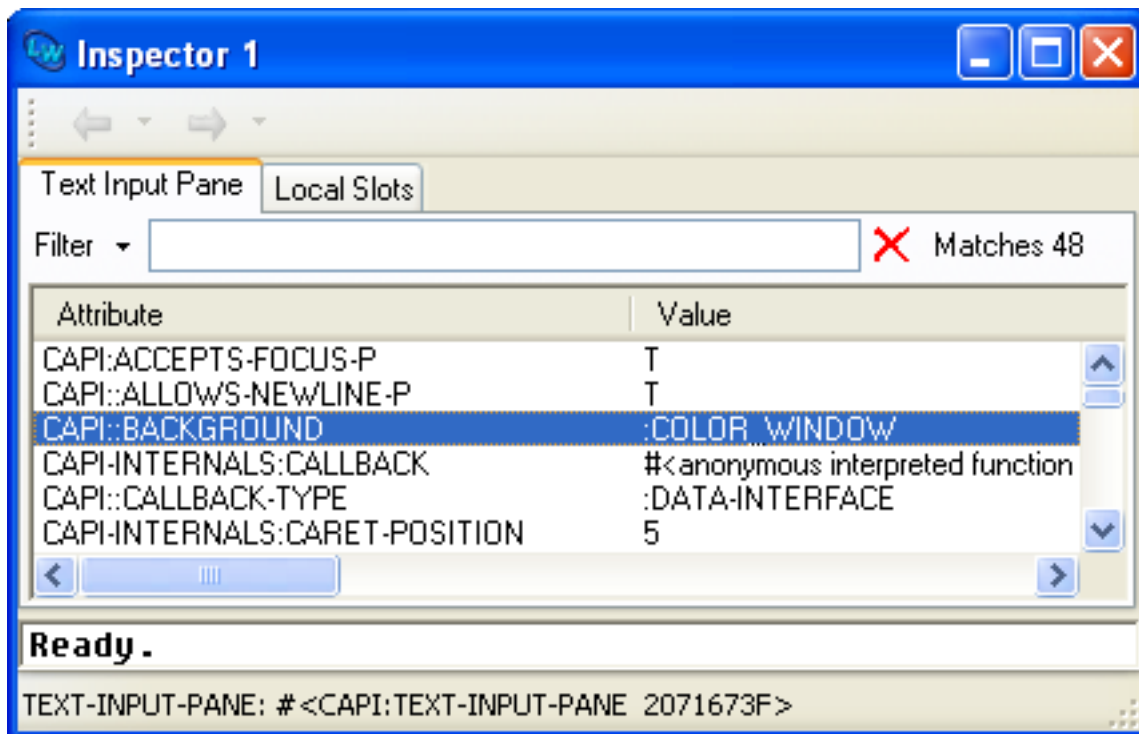 LW Inspector 1
Text Input Pane Local Slots
Filter Matches 48
Attribute Value
CAPI:ACCEPTS-FOCUS-P T
CAPI::ALLOWS-NEWLINE-P T
CAPI::BACKGROUND :COLOR_WINDOW
CAPI-INTERNALS:CALLBACK #<anonymous interpreted function
CAPI::CALLBACK-TYPE :DATA-INTERFACE
CAPI-INTERNALS:CARET-POSITION 5
Ready.
TEXT-INPUT-PANE: #<CAPI:TEXT-INPUT-PANE 2071673F>